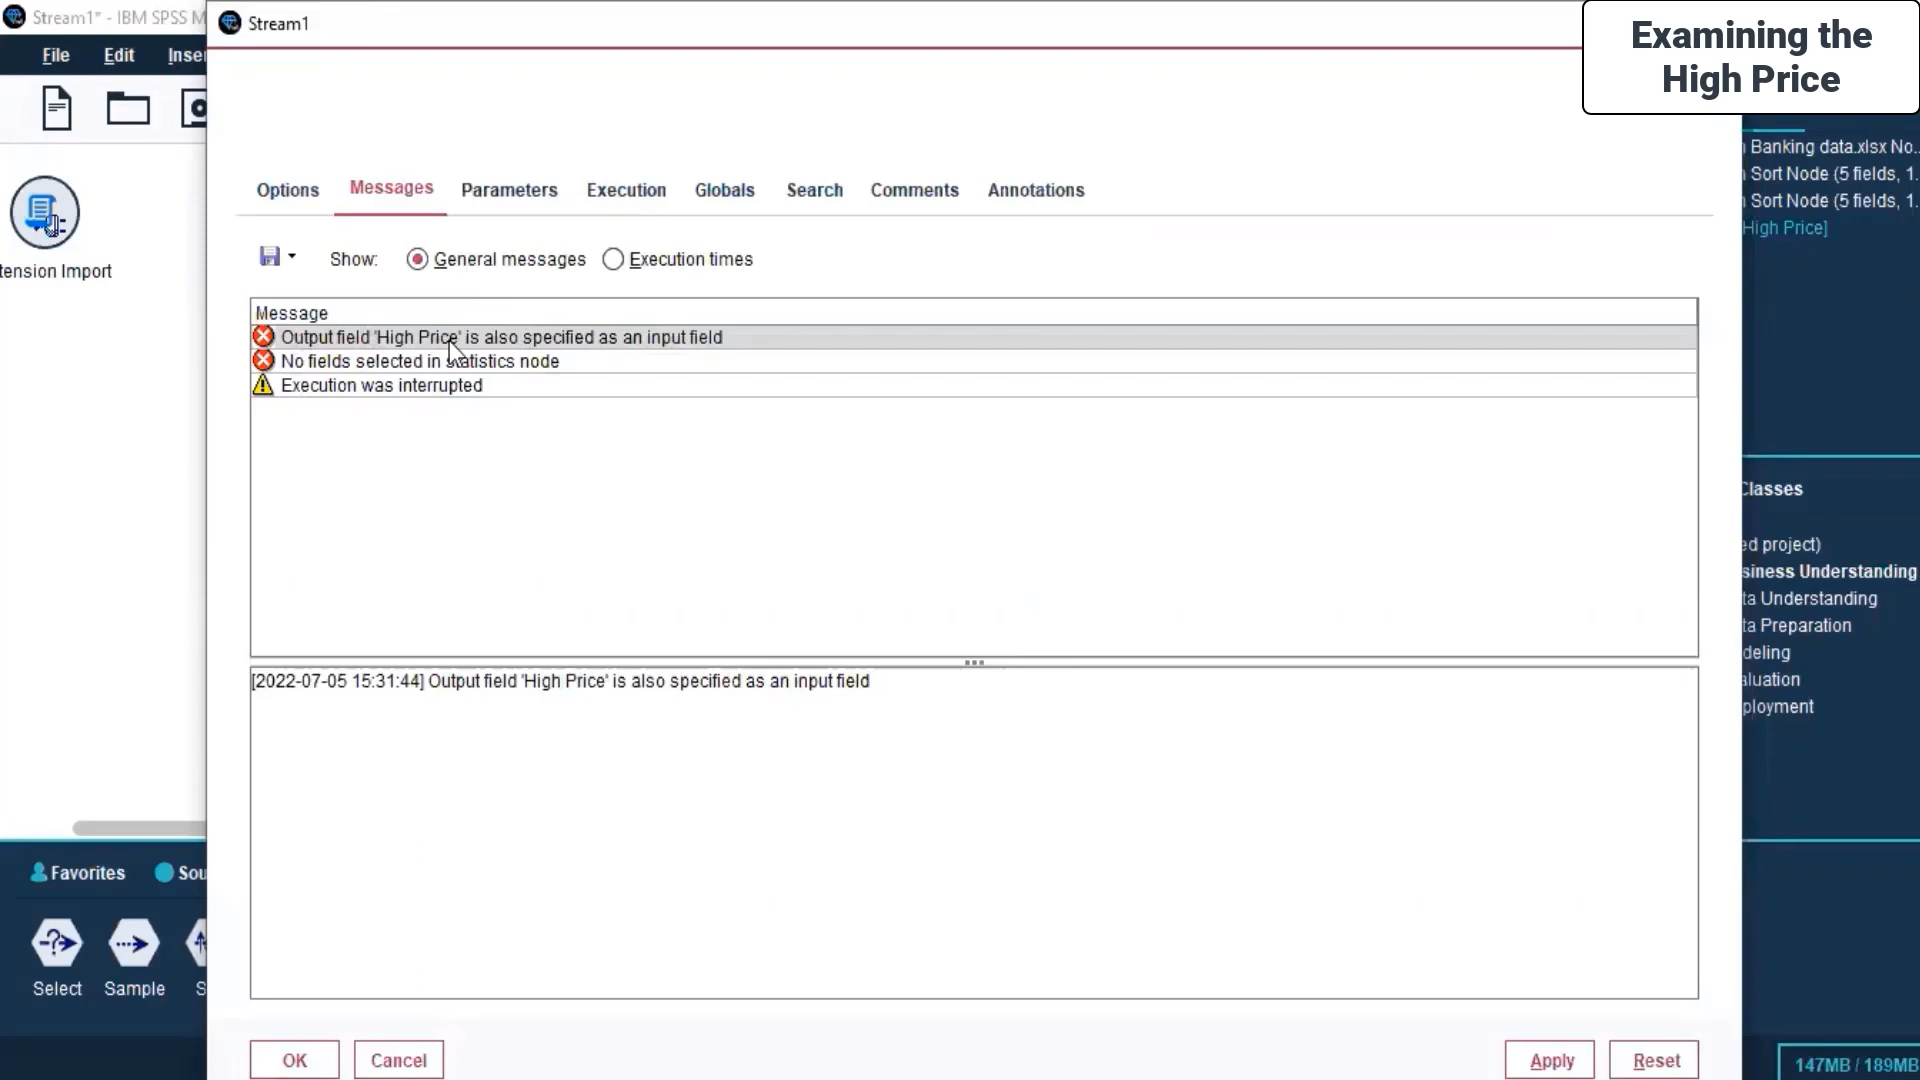 Stream1* - IBM SPSS M
Stream1
Examining the
High Price
File Edit Inser
Options Messages Parameters Execution Globals Search Comments Annotations
Banking data.xlsx No...
Sort Node (5 fields, 1.
Sort Node (5 fields, 1.
High Price]
Show: General messages Execution times
tension Import
Message
Output field 'High Price' is also specified as an input field
No fields selected in statistics node
Execution was interrupted
Classes
ed project)
siness Understanding
ta Understanding
ta Preparation
deling
aluation
ployment
[2022-07-05 15:31:44] Output field 'High Price' is also specified as an input field
Favorites Sou
Select Sample S
OK Cancel Apply Reset
147MB / 189MB